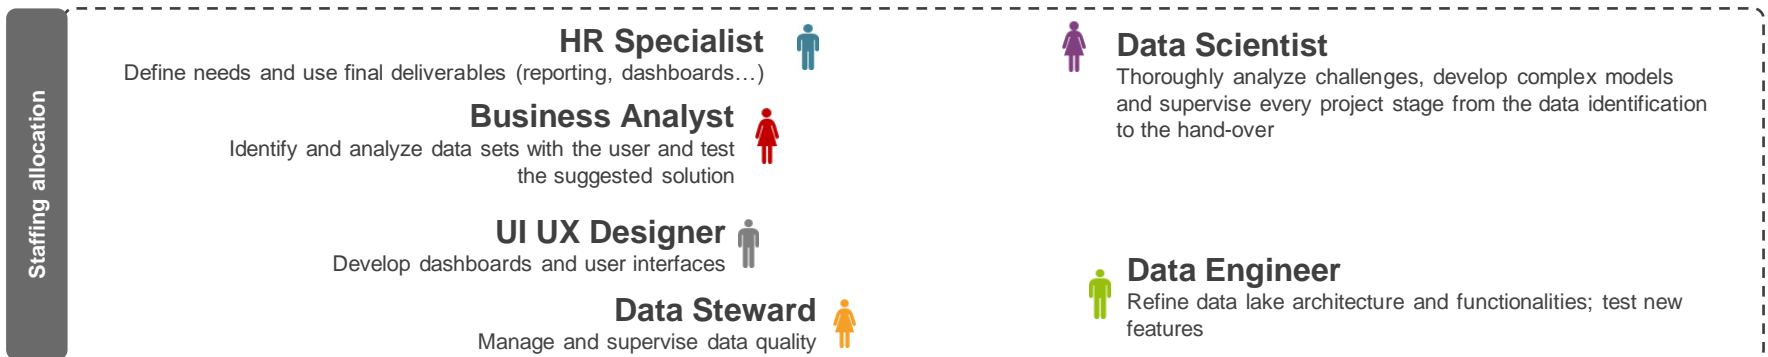 Staffing allocation
HR Specialist
Define needs and use final deliverables (reporting, dashboards…)
Business Analyst
Identify and analyze data sets with the user and test
the suggested solution
UI UX Designer
Develop dashboards and user interfaces
Data Steward
Manage and supervise data quality
Data Scientist
Thoroughly analyze challenges, develop complex models
and supervise every project stage from the data identification
to the hand-over
Data Engineer
Refine data lake architecture and functionalities; test new
features